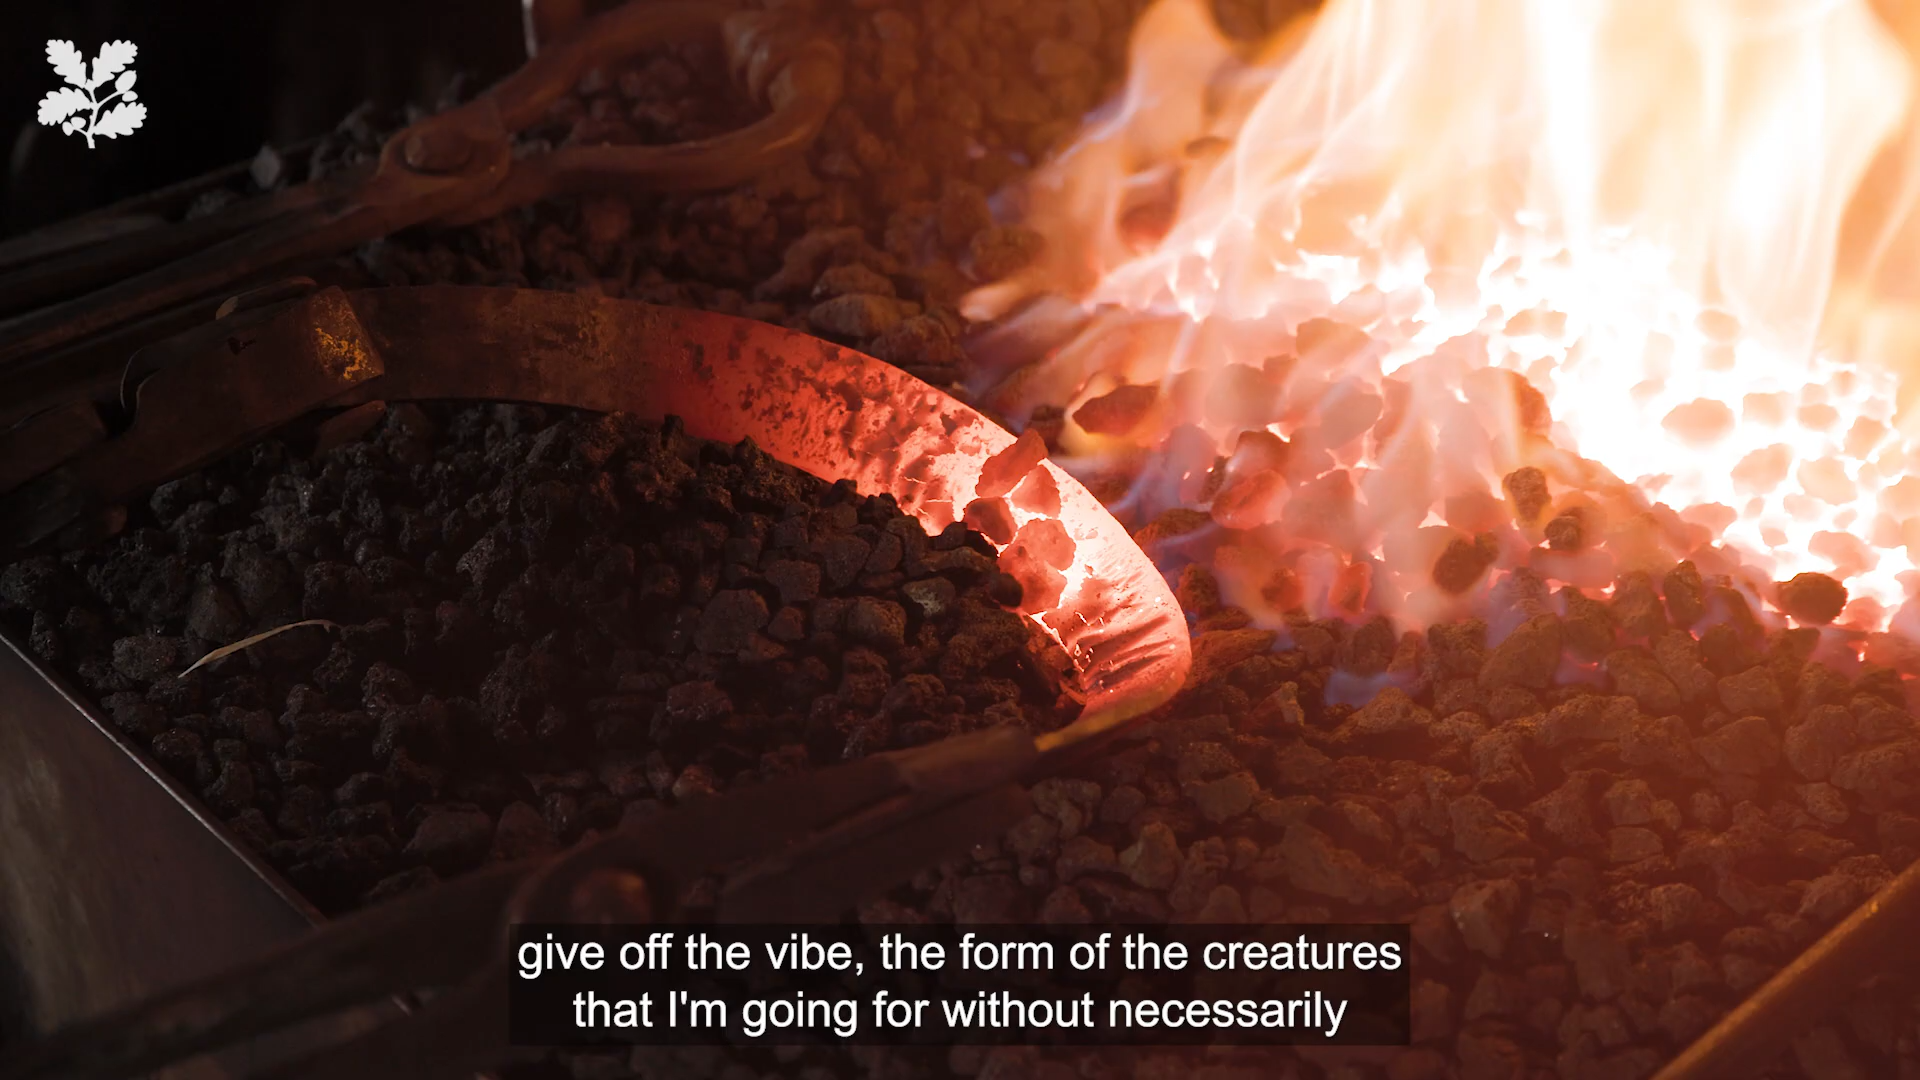 give off the vibe, the form of the creatures
that I'm going for without necessarily